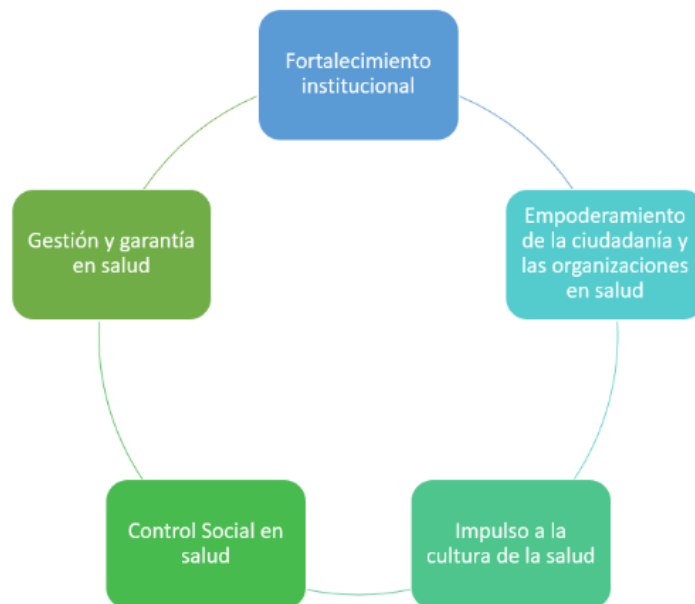 Fortalecimiento
institucional
Empoderamiento
de la ciudadanía y
las organizaciones
en salud
Impulso a la
cultura de la salud
Control Social en
salud
Gestión y garantía
en salud